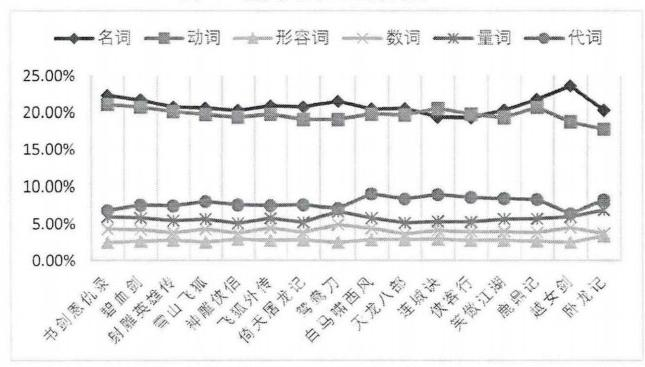 名词 动词 形容词 数词 量词 代词
25.00%
20.00%
15.00%
10.00%
5.00%
0.00%
书剑恩仇录
碧血剑
射雕英雄传
雪山飞狐
神雕侠侣
飞狐外传
倚天屠龙记
鸳鸯刀
白马啸西风
天龙八部
连城诀
侠客行
笑傲江湖
鹿鼎记
越女剑
卧龙记